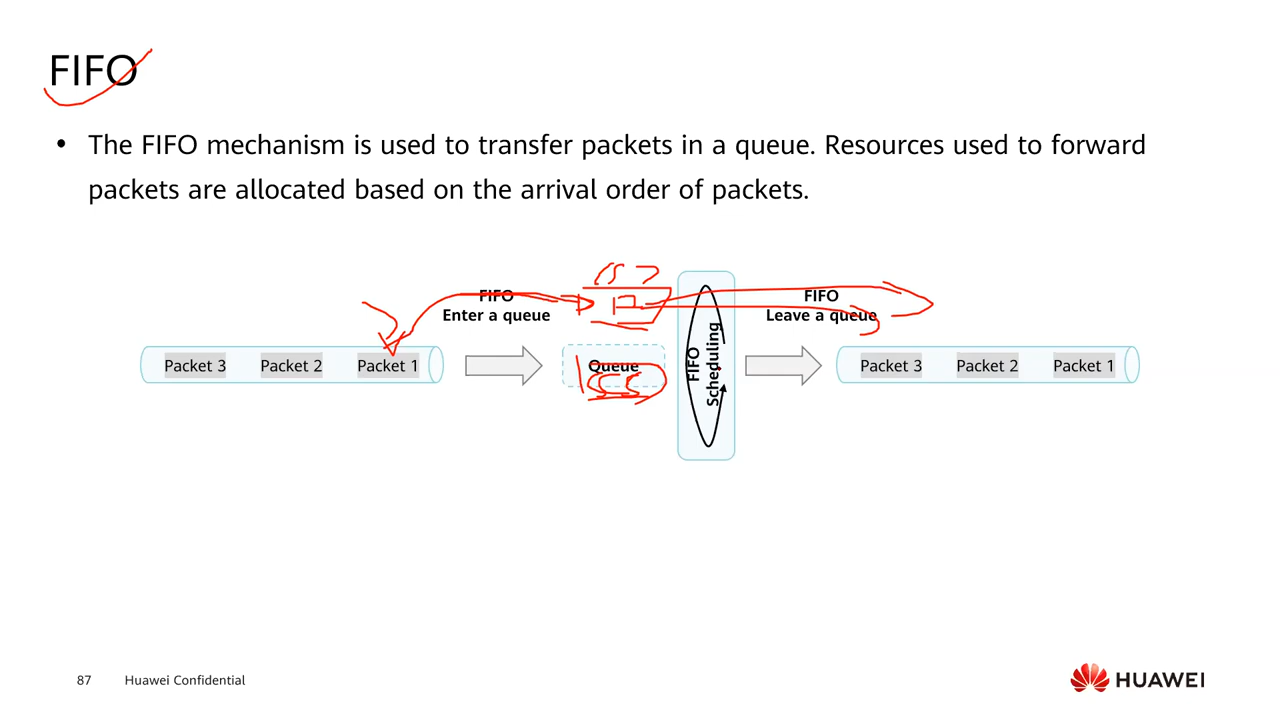 FIFO
• The FIFO mechanism is used to transfer packets in a queue. Resources used to forward
packets are allocated based on the arrival order of packets.
FIFO
Enter a queue
FIFO
Leave a queue
Packet 3 Packet 2 Packet 1
Queue
FIFO
Scheduling
Packet 3 Packet 2 Packet 1
87 Huawei Confidential
HUAWEI